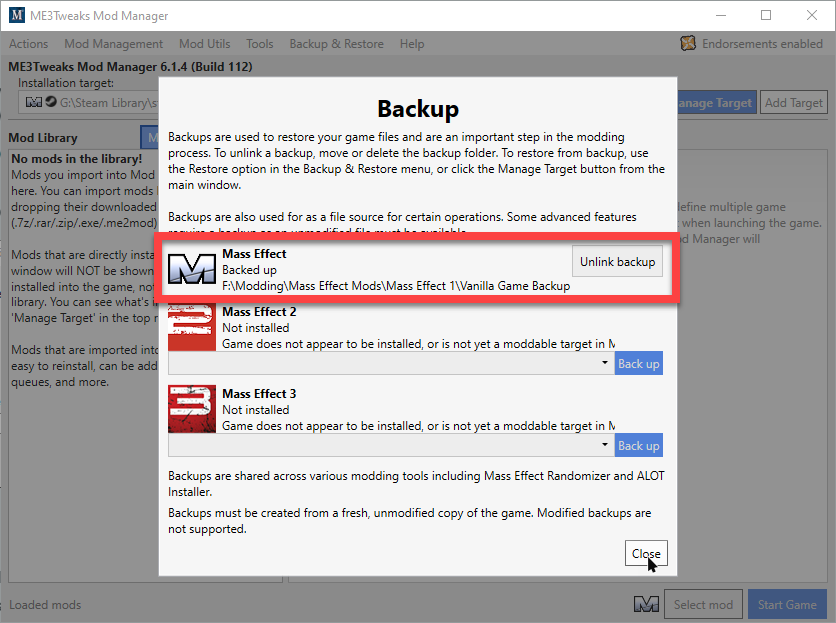 ME3Tweaks Mod Manager
Actions Mod Management Mod Utils Tools Backup & Restore Help Endorsements enabled
ME3Tweaks Mod Manager 6.1.4 (Build 112)
Installation target:
G:\Steam Library\s
anage Target Add Target
Mod Library
M
No mods in the library!
Mods you import into Mod
here. You can import mods
dropping their downloaded
(.7z/.rar/.zip/.exe/.me2mod)
Mods that are directly insta
window will NOT be shown
installed into the game, no
library. You can see what's i
'Manage Target' in the top r
Mods that are imported into
easy to reinstall, can be add
queues, and more.
efine multiple game
when launching the game.
d Manager will
Backup
Backups are used to restore your game files and are an important step in the modding
process. To unlink a backup, move or delete the backup folder. To restore from backup, use
the Restore option in the Backup & Restore menu, or click the Manage Target button from the
main window.
Backups are also used for as a file source for certain operations. Some advanced features
require a backup as an unmodified file must be available.
Mass Effect
Backed up
F:\Modding\Mass Effect Mods\Mass Effect 1\Vanilla Game Backup
Unlink backup
Mass Effect 2
Not installed
Game does not appear to be installed, or is not yet a moddable target in M
Back up
Mass Effect 3
Not installed
Game does not appear to be installed, or is not yet a moddable target in M
Back up
Backups are shared across various modding tools including Mass Effect Randomizer and ALOT
Installer.
Backups must be created from a fresh, unmodified copy of the game. Modified backups are
not supported.
Close
Loaded mods
Select mod
Start Game